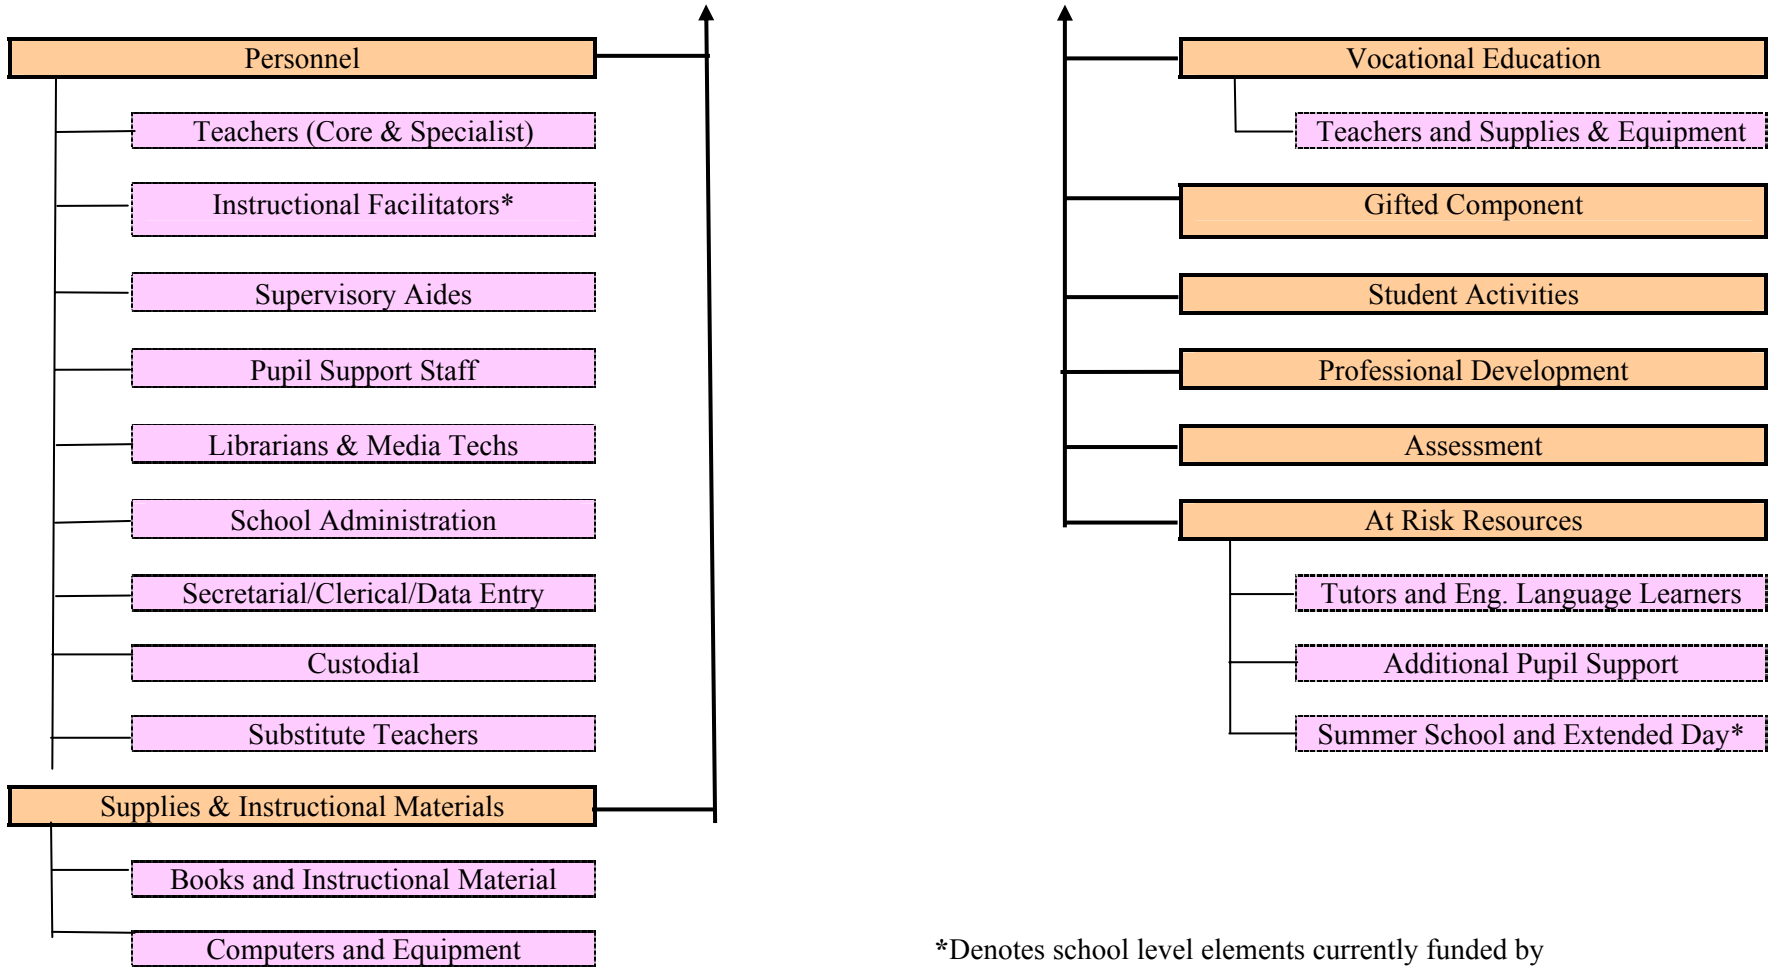 Personnel
Teachers (Core & Specialist)
Instructional Facilitators*
Supervisory Aides
Pupil Support Staff
Librarians & Media Techs
School Administration
Secretarial/Clerical/Data Entry
Custodial
Substitute Teachers
Supplies & Instructional Materials
Books and Instructional Material
Computers and Equipment
Vocational Education
Teachers and Supplies & Equipment
Gifted Component
Student Activities
Professional Development
Assessment
At Risk Resources
Tutors and Eng. Language Learners
Additional Pupil Support
Summer School and Extended Day*
*Denotes school level elements currently funded by